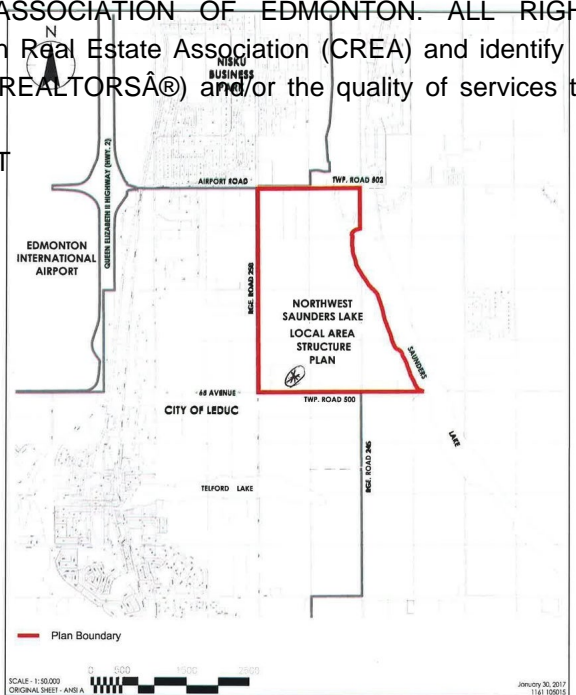 ASSOCIATION OF EDMONTON. ALL RIGH
n Real Estate Association (CREA) and identify
REALTORSÂ®) and/or the quality of services t
T
N
NISKU
BUSINESS
PARK
QUEEN ELIZABETH II HIGHWAY (HWY. 2)
AIRPORT ROAD
TWP. ROAD 502
EDMONTON
INTERNATIONAL
AIRPORT
RGE. ROAD 250
NORTHWEST
SAUNDERS LAKE
LOCAL AREA
STRUCTURE
PLAN
SAUNDERS
LAKE
65 AVENUE
CITY OF LEDUC
TWP. ROAD 500
RGE. ROAD 245
TELFORD LAKE
Plan Boundary
0 500 1500 2500
SCALE - 1:50,000
ORIGINAL SHEET - ANSI A
January 30, 2017
1161 105015